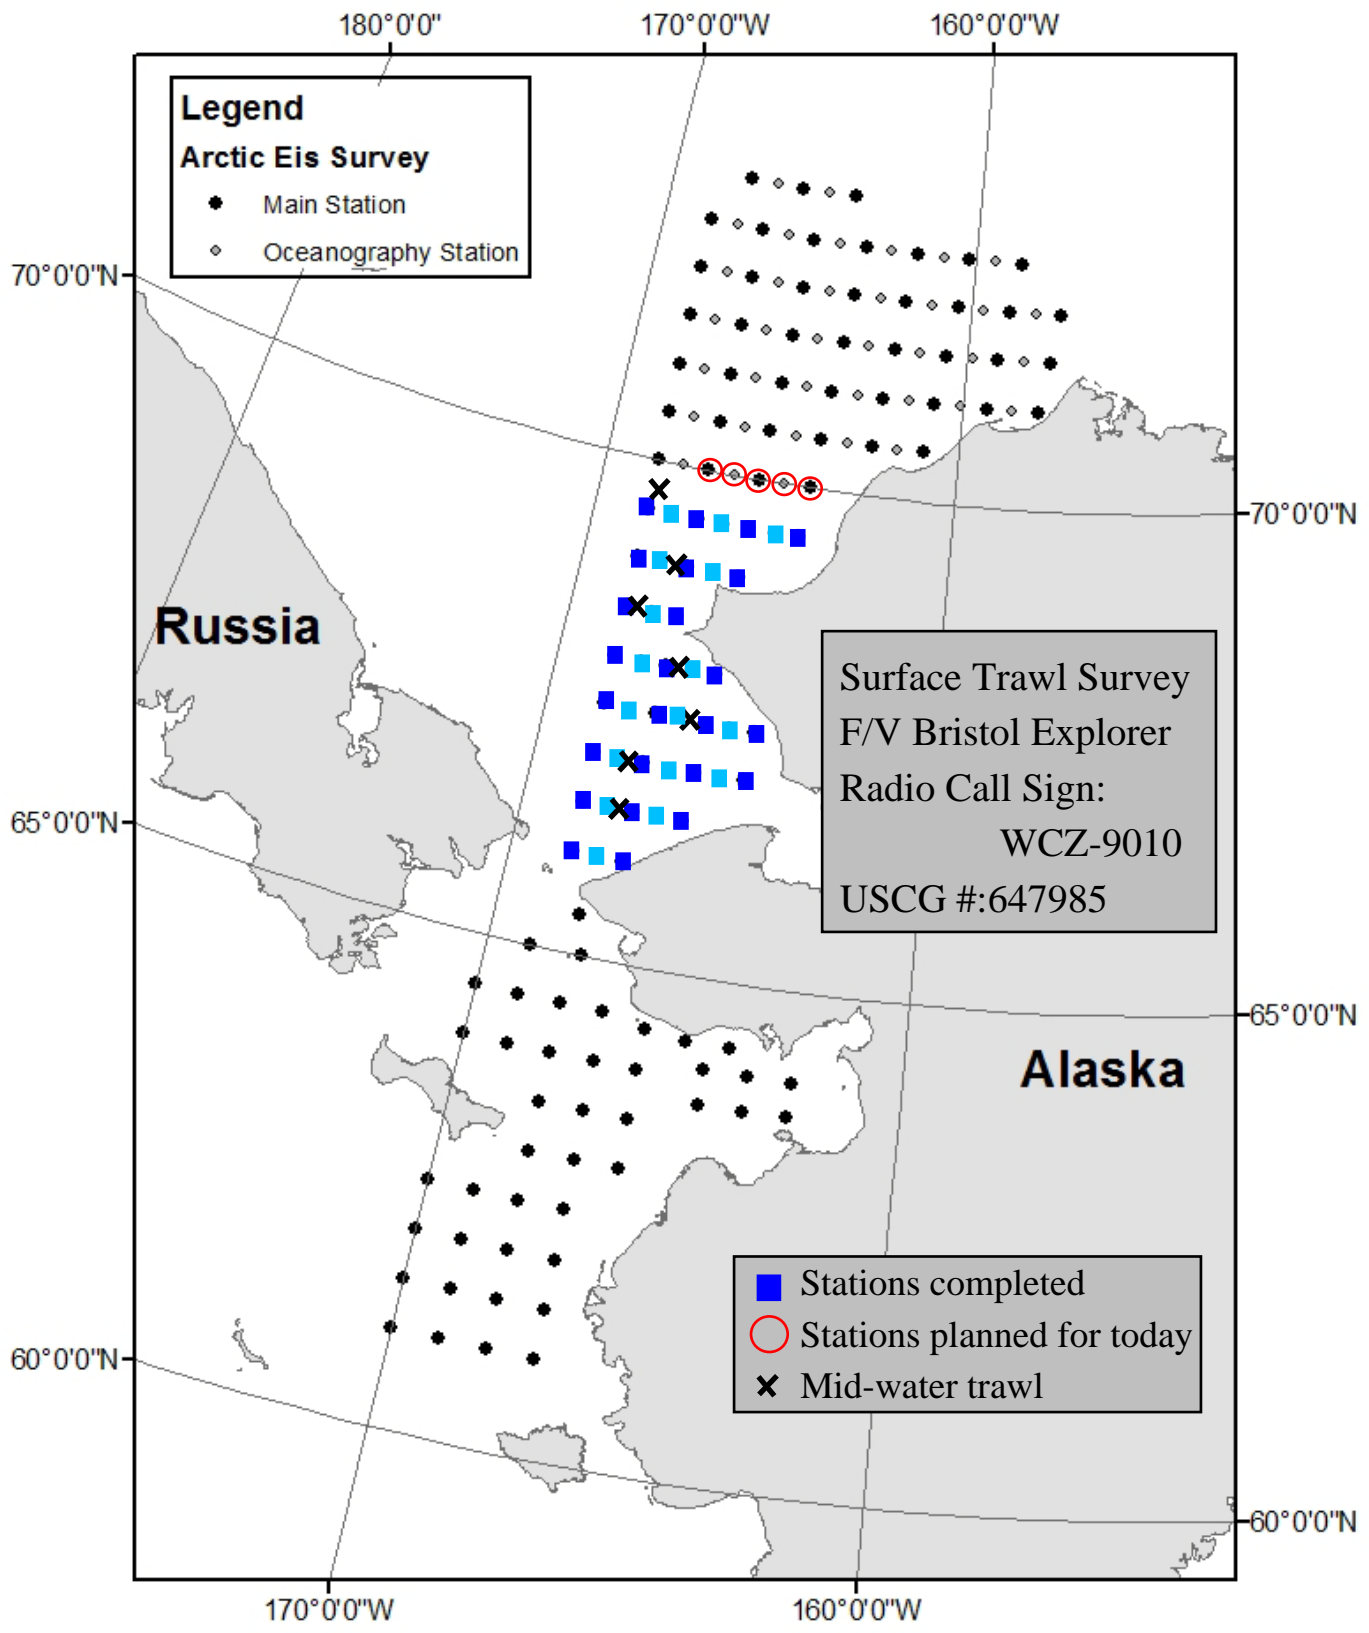 180°0'0"
170°0'0"W
160°0'0"W
Legend
Arctic Eis Survey
Main Station
Oceanography Station
70°0'0"N
70°0'0"N
Russia
Surface Trawl Survey
F/V Bristol Explorer
Radio Call Sign:
WCZ-9010
USCG #:647985
65°0'0"N
65°0'0"N
Alaska
Stations completed
Stations planned for today
Mid-water trawl
60°0'0"N
60°0'0"N
170°0'0"W
160°0'0"W